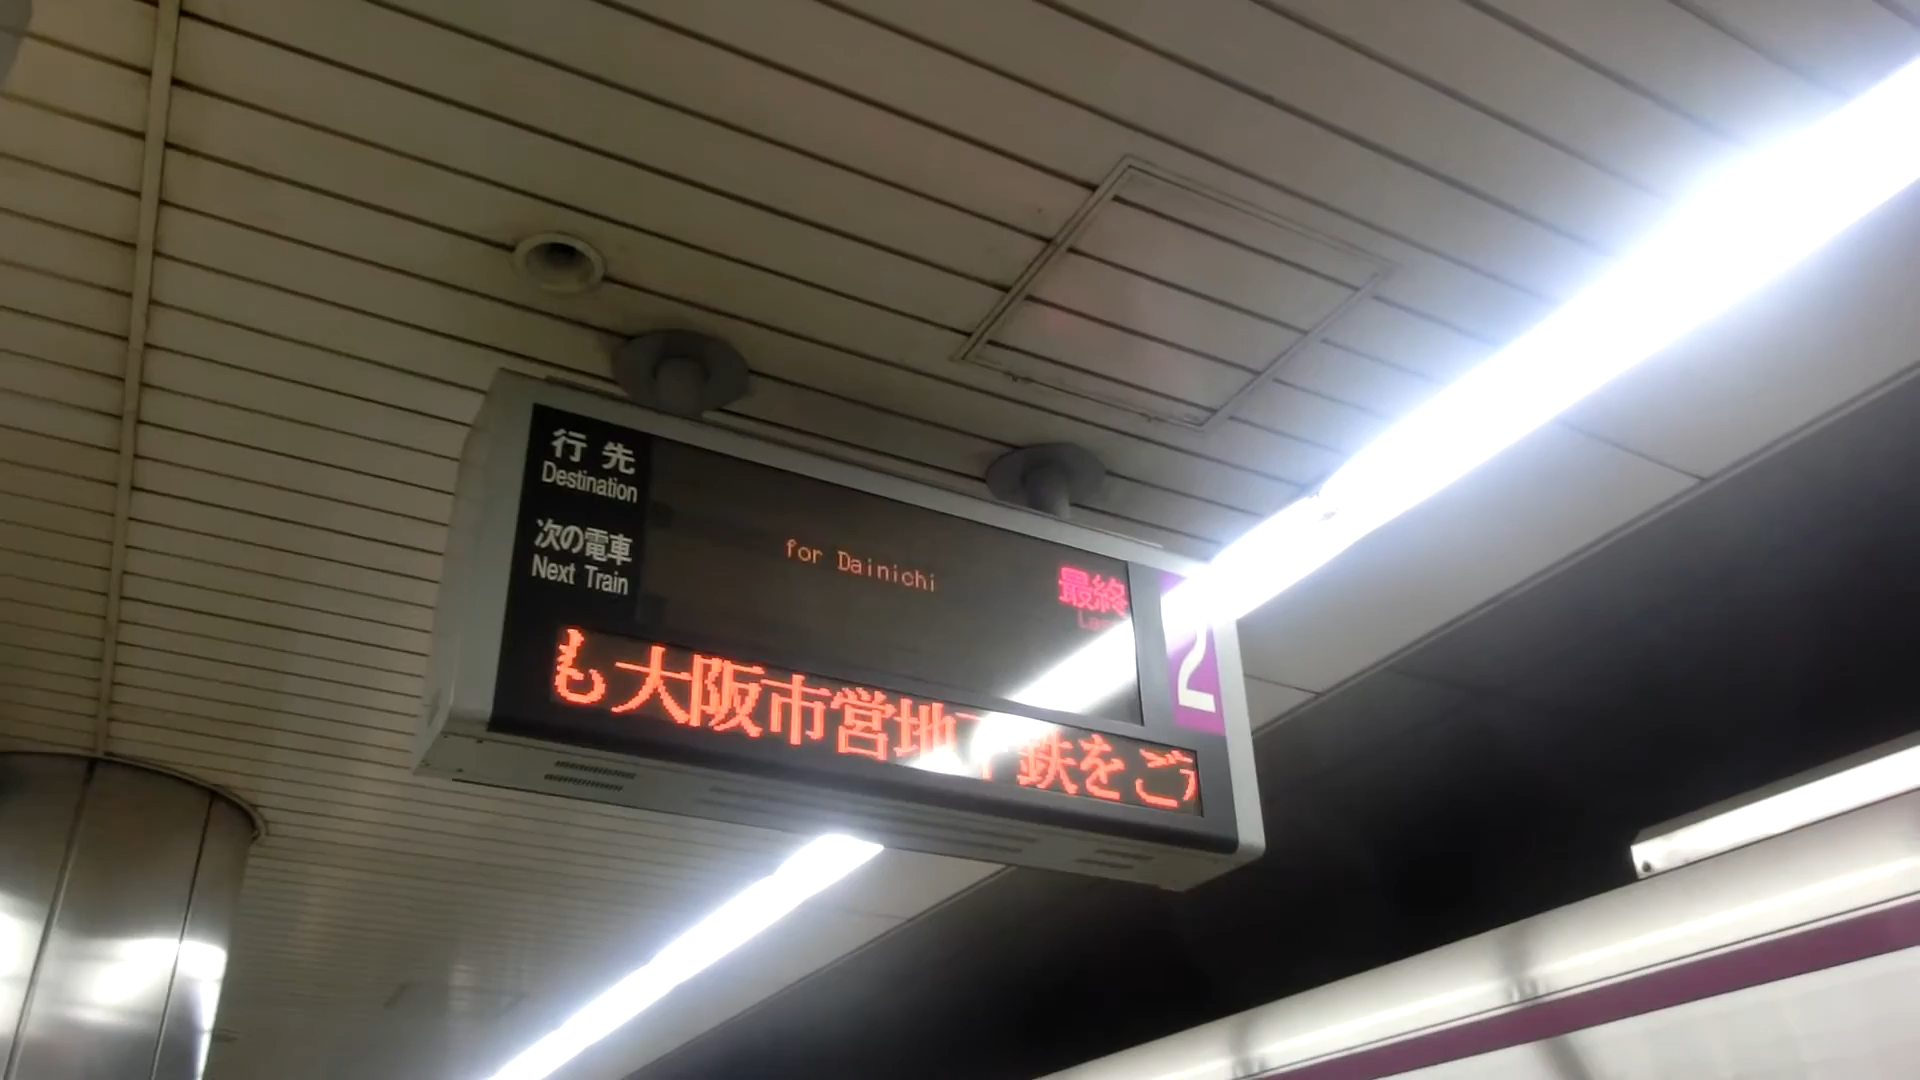 行先
Destination
次の電車
Next Train
for Dainichi
最終
2
も大阪市営地下鉄をご